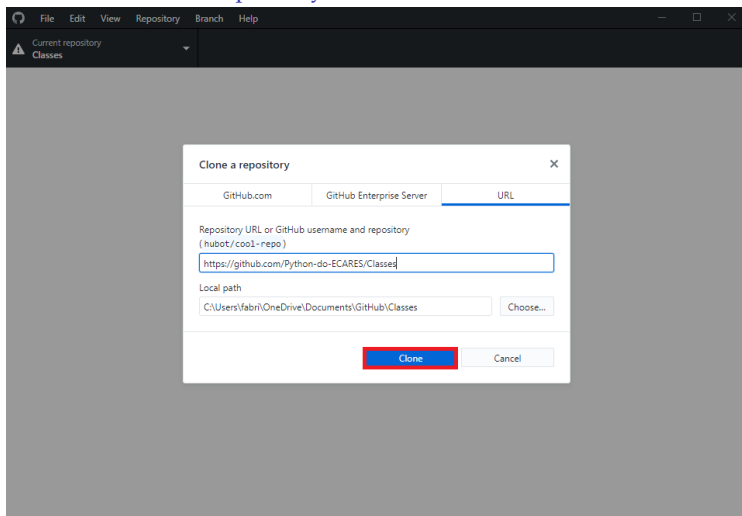 File Edit View Repository Branch Help
Current repository
Classes
Clone a repository
GitHub.com GitHub Enterprise Server URL
Repository URL or GitHub username and repository
(hubot/cool-repo)
https://github.com/Python-do-ECARES/Classes
Local path
C:\Users\fabri\OneDrive\Documents\GitHub\Classes Choose...
Clone Cancel